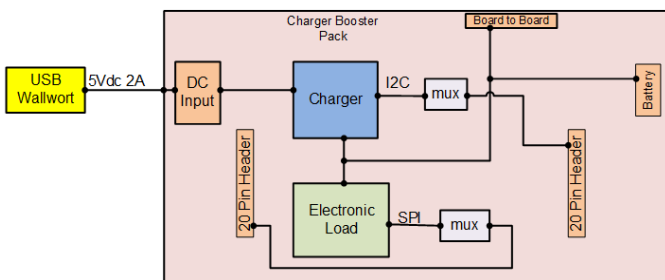 Charger Booster
Pack
Board to Board
USB
Wallwort
5Vdc 2A
DC
Input
Charger
I2C
mux
Battery
20 Pin Header
20 Pin Header
Electronic
Load
SPI
mux